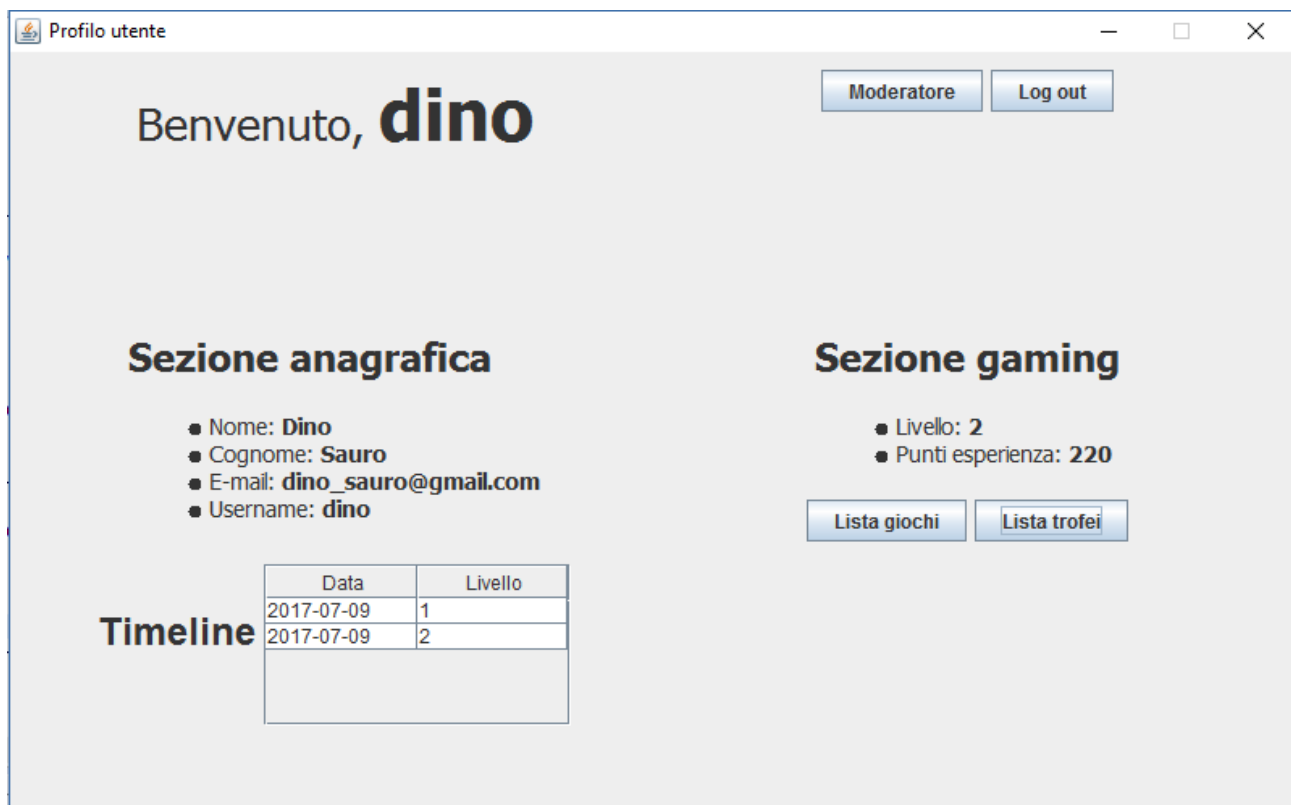 Profilo utente
Benvenuto, dino
Moderatore
Log out
Sezione anagrafica
Nome: Dino
Cognome: Sauro
E-mail: dino_sauro@gmail.com
Username: dino
Timeline
Data Livello
2017-07-09 1
2017-07-09 2
Sezione gaming
Livello: 2
Punti esperienza: 220
Lista giochi
Lista trofei